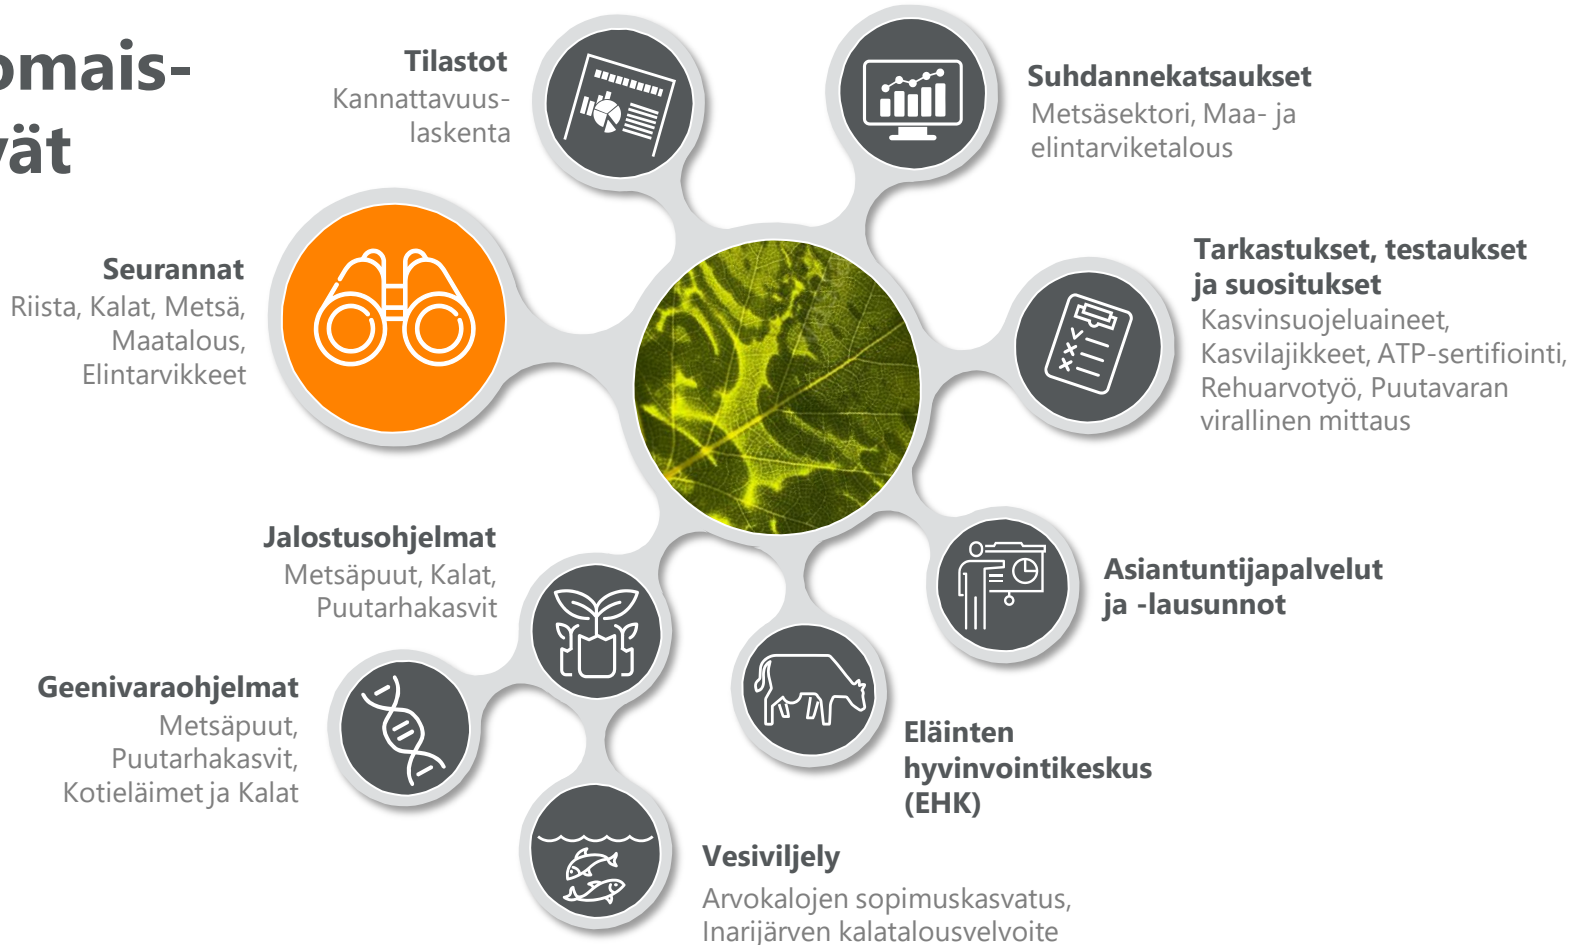 omais-
vät
Tilastot
Kannattavuus-
laskenta
Suhdannekatsaukset
Metsäsektori, Maa- ja
elintarviketalous
Seurannat
Riista, Kalat, Metsä,
Maatalous,
Elintarvikkeet
Tarkastukset, testaukset
ja suositukset
Kasvinsuojeluaineet,
Kasvilajikkeet, ATP-sertifiointi,
Rehuarvotyö, Puutavaran
virallinen mittaus
Jalostusohjelmat
Metsäpuut, Kalat,
Puutarhakasvit
Asiantuntijapalvelut
ja -lausunnot
Geenivaraohjelmat
Metsäpuut,
Puutarhakasvit,
Kotieläimet ja Kalat
Eläinten
hyvinvointikeskus
(EHK)
Vesiviljely
Arvokalojen sopimuskasvatus,
Inarijärven kalatalousvelvoite